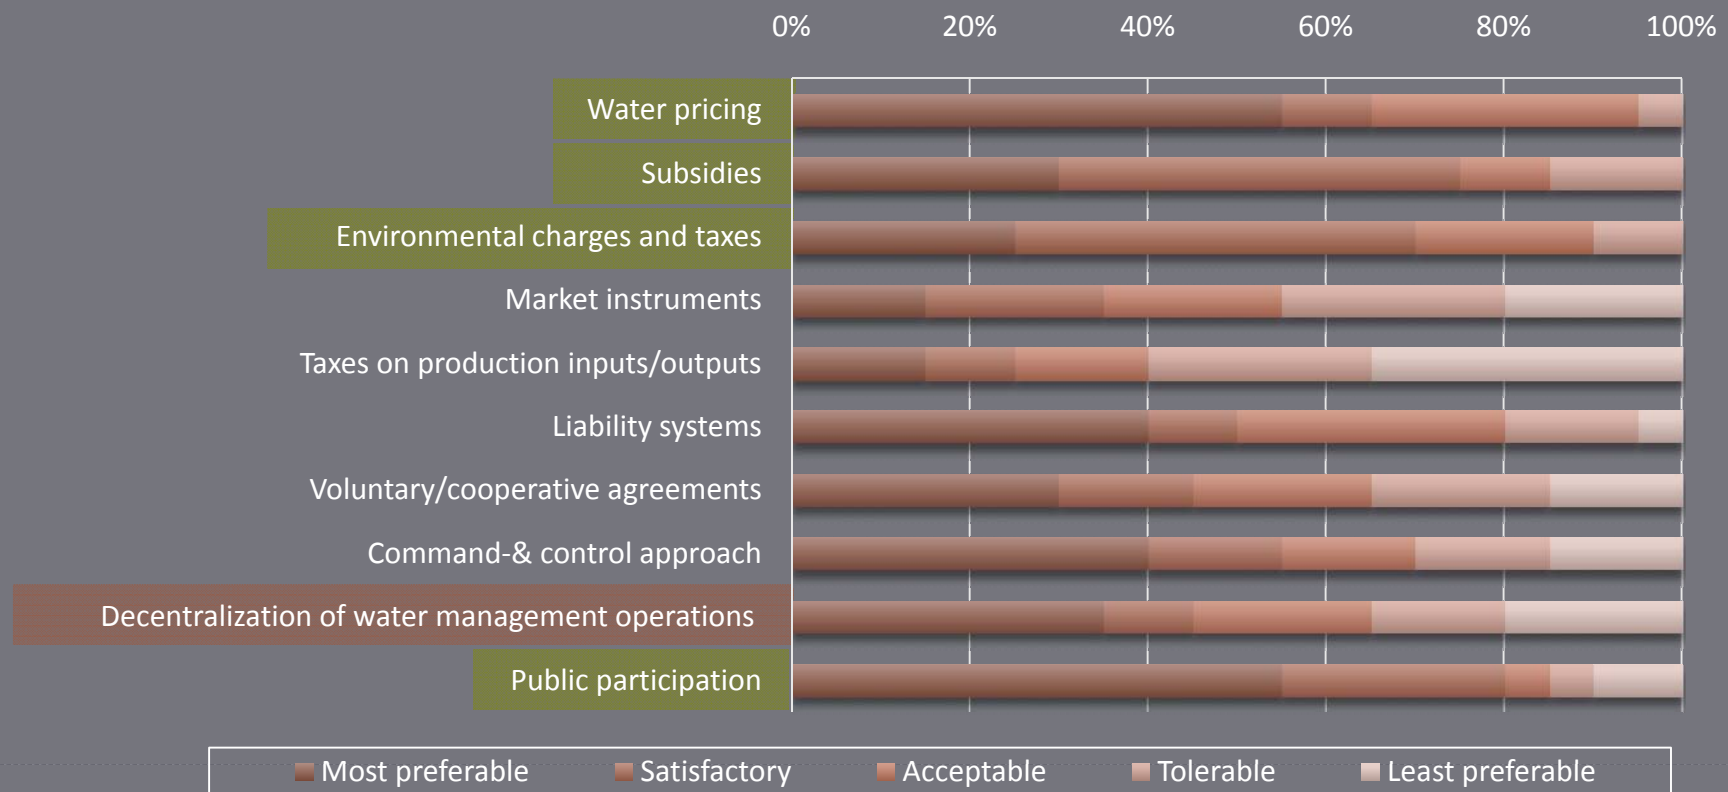 0% 20% 40% 60% 80% 100%
Water pricing
Subsidies
Environmental charges and taxes
Market instruments
Taxes on production inputs/outputs
Liability systems
Voluntary/cooperative agreements
Command-& control approach
Decentralization of water management operations
Public participation
Most preferable Satisfactory Acceptable Tolerable Least preferable